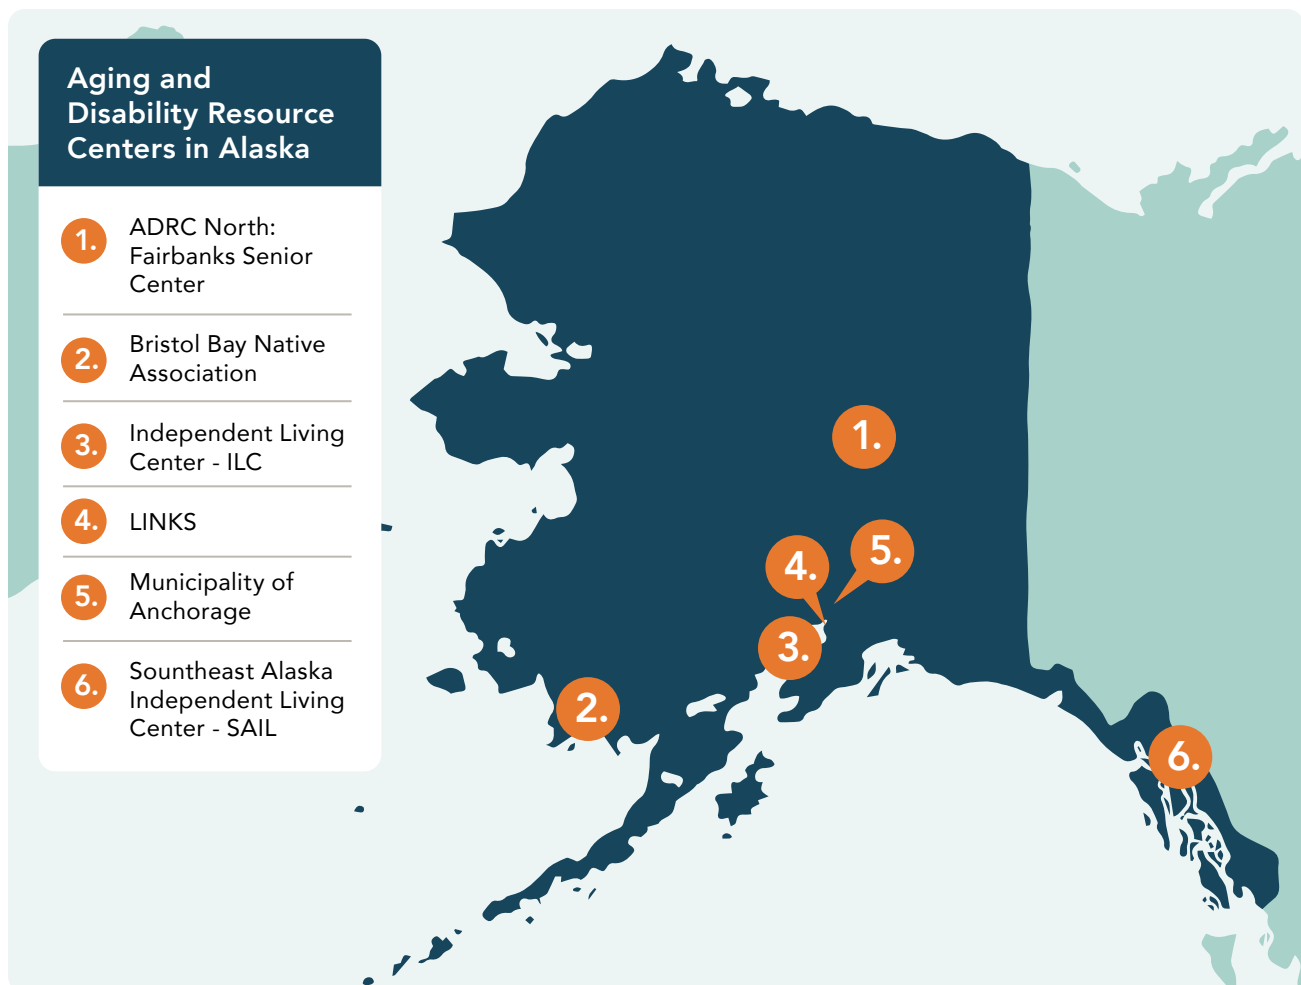 Aging and
Disability Resource
Centers in Alaska
1.
ADRC North:
Fairbanks Senior
Center
2.
Bristol Bay Native
Association
3.
Independent Living
Center - ILC
4.
LINKS
5.
Municipality of
Anchorage
6.
Sountheast Alaska
Independent Living
Center - SAIL
1.
5.
4.
3.
2.
6.